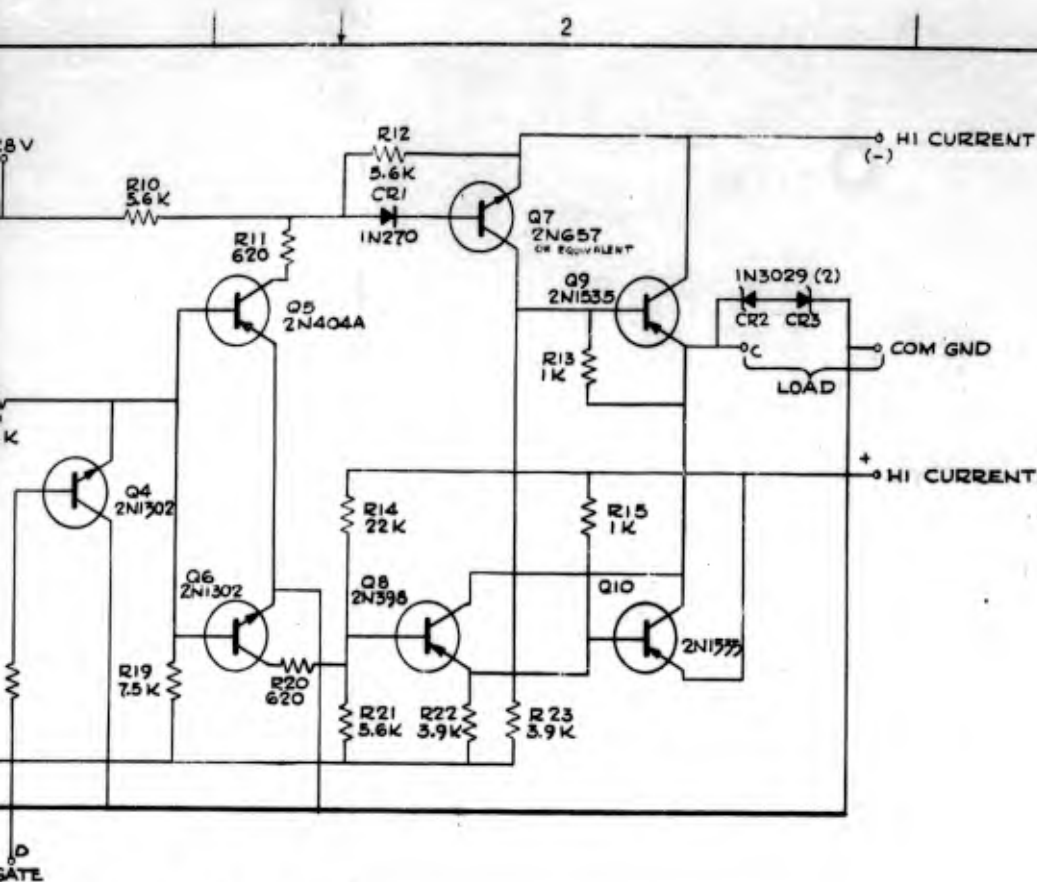 2
8V
R10
5.6K
R12
5.6K
CR1
1N270
HI CURRENT
(-)
R11
620
Q7
2N657
OR EQUIVALENT
Q5
2N404A
Q9
2N1535
1N3029 (2)
CR2 CR3
C
COM GND
LOAD
R13
1K
K
Q4
2N1302
+
HI CURRENT
R14
22K
R15
1K
Q6
2N1302
Q8
2N398
Q10
2N1535
R19
7.5K
R20
620
R21
5.6K
R22
3.9K
R23
3.9K
D
GATE